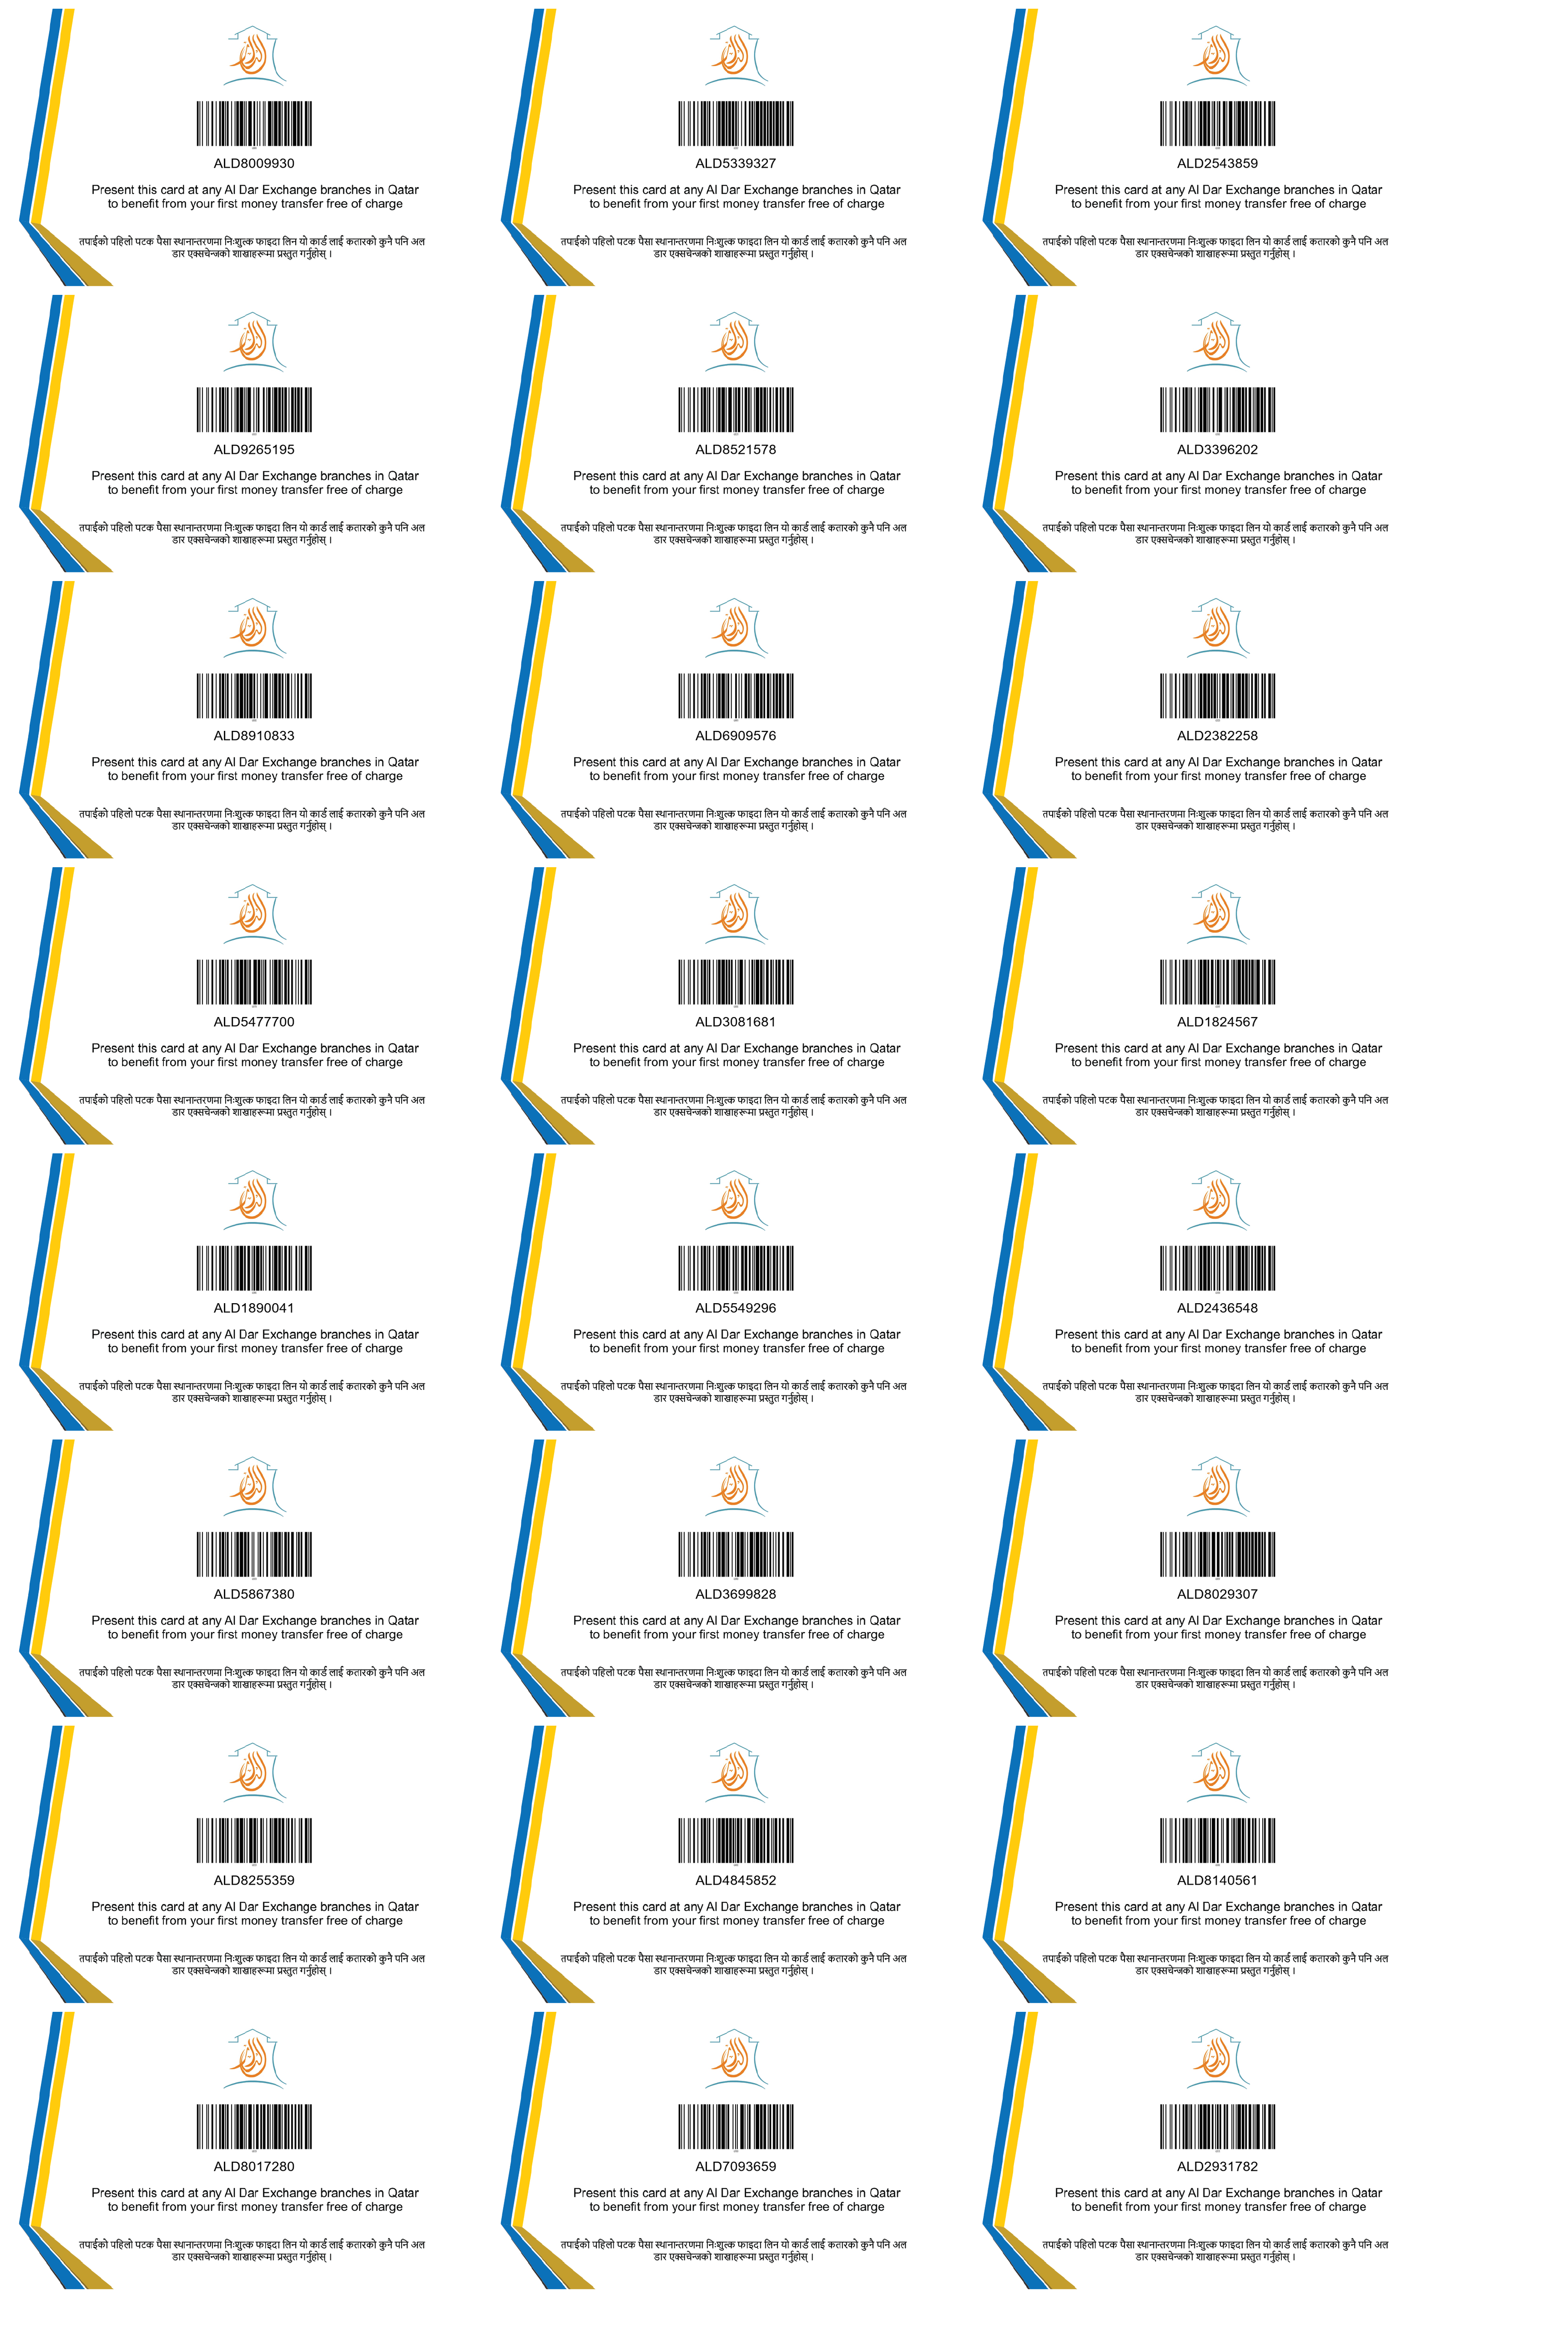 ALD8009930
Present this card at any Al Dar Exchange branches in Qatar
to benefit from your first money transfer free of charge
तपाईको पहिलो पटक पैसा स्थानान्तरणमा निःशुल्क फाइदा लिन यो कार्ड लाई कतारको कुनै पनि अल
डार एक्सचेन्जको शाखाहरूमा प्रस्तुत गर्नुहोस् ।
ALD5339327
Present this card at any Al Dar Exchange branches in Qatar
to benefit from your first money transfer free of charge
तपाईको पहिलो पटक पैसा स्थानान्तरणमा निःशुल्क फाइदा लिन यो कार्ड लाई कतारको कुनै पनि अल
डार एक्सचेन्जको शाखाहरूमा प्रस्तुत गर्नुहोस् ।
ALD2543859
Present this card at any Al Dar Exchange branches in Qatar
to benefit from your first money transfer free of charge
तपाईको पहिलो पटक पैसा स्थानान्तरणमा निःशुल्क फाइदा लिन यो कार्ड लाई कतारको कुनै पनि अल
डार एक्सचेन्जको शाखाहरूमा प्रस्तुत गर्नुहोस् ।
ALD9265195
Present this card at any Al Dar Exchange branches in Qatar
to benefit from your first money transfer free of charge
तपाईको पहिलो पटक पैसा स्थानान्तरणमा निःशुल्क फाइदा लिन यो कार्ड लाई कतारको कुनै पनि अल
डार एक्सचेन्जको शाखाहरूमा प्रस्तुत गर्नुहोस् ।
ALD8521578
Present this card at any Al Dar Exchange branches in Qatar
to benefit from your first money transfer free of charge
तपाईको पहिलो पटक पैसा स्थानान्तरणमा निःशुल्क फाइदा लिन यो कार्ड लाई कतारको कुनै पनि अल
डार एक्सचेन्जको शाखाहरूमा प्रस्तुत गर्नुहोस् ।
ALD3396202
Present this card at any Al Dar Exchange branches in Qatar
to benefit from your first money transfer free of charge
तपाईको पहिलो पटक पैसा स्थानान्तरणमा निःशुल्क फाइदा लिन यो कार्ड लाई कतारको कुनै पनि अल
डार एक्सचेन्जको शाखाहरूमा प्रस्तुत गर्नुहोस् ।
ALD8910833
Present this card at any Al Dar Exchange branches in Qatar
to benefit from your first money transfer free of charge
तपाईको पहिलो पटक पैसा स्थानान्तरणमा निःशुल्क फाइदा लिन यो कार्ड लाई कतारको कुनै पनि अल
डार एक्सचेन्जको शाखाहरूमा प्रस्तुत गर्नुहोस् ।
ALD6909576
Present this card at any Al Dar Exchange branches in Qatar
to benefit from your first money transfer free of charge
तपाईको पहिलो पटक पैसा स्थानान्तरणमा निःशुल्क फाइदा लिन यो कार्ड लाई कतारको कुनै पनि अल
डार एक्सचेन्जको शाखाहरूमा प्रस्तुत गर्नुहोस् ।
ALD2382258
Present this card at any Al Dar Exchange branches in Qatar
to benefit from your first money transfer free of charge
तपाईको पहिलो पटक पैसा स्थानान्तरणमा निःशुल्क फाइदा लिन यो कार्ड लाई कतारको कुनै पनि अल
डार एक्सचेन्जको शाखाहरूमा प्रस्तुत गर्नुहोस् ।
ALD5477700
Present this card at any Al Dar Exchange branches in Qatar
to benefit from your first money transfer free of charge
तपाईको पहिलो पटक पैसा स्थानान्तरणमा निःशुल्क फाइदा लिन यो कार्ड लाई कतारको कुनै पनि अल
डार एक्सचेन्जको शाखाहरूमा प्रस्तुत गर्नुहोस् ।
ALD3081681
Present this card at any Al Dar Exchange branches in Qatar
to benefit from your first money transfer free of charge
तपाईको पहिलो पटक पैसा स्थानान्तरणमा निःशुल्क फाइदा लिन यो कार्ड लाई कतारको कुनै पनि अल
डार एक्सचेन्जको शाखाहरूमा प्रस्तुत गर्नुहोस् ।
ALD1824567
Present this card at any Al Dar Exchange branches in Qatar
to benefit from your first money transfer free of charge
तपाईको पहिलो पटक पैसा स्थानान्तरणमा निःशुल्क फाइदा लिन यो कार्ड लाई कतारको कुनै पनि अल
डार एक्सचेन्जको शाखाहरूमा प्रस्तुत गर्नुहोस् ।
ALD1890041
Present this card at any Al Dar Exchange branches in Qatar
to benefit from your first money transfer free of charge
तपाईको पहिलो पटक पैसा स्थानान्तरणमा निःशुल्क फाइदा लिन यो कार्ड लाई कतारको कुनै पनि अल
डार एक्सचेन्जको शाखाहरूमा प्रस्तुत गर्नुहोस् ।
ALD5549296
Present this card at any Al Dar Exchange branches in Qatar
to benefit from your first money transfer free of charge
तपाईको पहिलो पटक पैसा स्थानान्तरणमा निःशुल्क फाइदा लिन यो कार्ड लाई कतारको कुनै पनि अल
डार एक्सचेन्जको शाखाहरूमा प्रस्तुत गर्नुहोस् ।
ALD2436548
Present this card at any Al Dar Exchange branches in Qatar
to benefit from your first money transfer free of charge
तपाईको पहिलो पटक पैसा स्थानान्तरणमा निःशुल्क फाइदा लिन यो कार्ड लाई कतारको कुनै पनि अल
डार एक्सचेन्जको शाखाहरूमा प्रस्तुत गर्नुहोस् ।
ALD5867380
Present this card at any Al Dar Exchange branches in Qatar
to benefit from your first money transfer free of charge
तपाईको पहिलो पटक पैसा स्थानान्तरणमा निःशुल्क फाइदा लिन यो कार्ड लाई कतारको कुनै पनि अल
डार एक्सचेन्जको शाखाहरूमा प्रस्तुत गर्नुहोस् ।
ALD3699828
Present this card at any Al Dar Exchange branches in Qatar
to benefit from your first money transfer free of charge
तपाईको पहिलो पटक पैसा स्थानान्तरणमा निःशुल्क फाइदा लिन यो कार्ड लाई कतारको कुनै पनि अल
डार एक्सचेन्जको शाखाहरूमा प्रस्तुत गर्नुहोस् ।
ALD8029307
Present this card at any Al Dar Exchange branches in Qatar
to benefit from your first money transfer free of charge
तपाईको पहिलो पटक पैसा स्थानान्तरणमा निःशुल्क फाइदा लिन यो कार्ड लाई कतारको कुनै पनि अल
डार एक्सचेन्जको शाखाहरूमा प्रस्तुत गर्नुहोस् ।
ALD8255359
Present this card at any Al Dar Exchange branches in Qatar
to benefit from your first money transfer free of charge
तपाईको पहिलो पटक पैसा स्थानान्तरणमा निःशुल्क फाइदा लिन यो कार्ड लाई कतारको कुनै पनि अल
डार एक्सचेन्जको शाखाहरूमा प्रस्तुत गर्नुहोस् ।
ALD4845852
Present this card at any Al Dar Exchange branches in Qatar
to benefit from your first money transfer free of charge
तपाईको पहिलो पटक पैसा स्थानान्तरणमा निःशुल्क फाइदा लिन यो कार्ड लाई कतारको कुनै पनि अल
डार एक्सचेन्जको शाखाहरूमा प्रस्तुत गर्नुहोस् ।
ALD8140561
Present this card at any Al Dar Exchange branches in Qatar
to benefit from your first money transfer free of charge
तपाईको पहिलो पटक पैसा स्थानान्तरणमा निःशुल्क फाइदा लिन यो कार्ड लाई कतारको कुनै पनि अल
डार एक्सचेन्जको शाखाहरूमा प्रस्तुत गर्नुहोस् ।
ALD8017280
Present this card at any Al Dar Exchange branches in Qatar
to benefit from your first money transfer free of charge
तपाईको पहिलो पटक पैसा स्थानान्तरणमा निःशुल्क फाइदा लिन यो कार्ड लाई कतारको कुनै पनि अल
डार एक्सचेन्जको शाखाहरूमा प्रस्तुत गर्नुहोस् ।
ALD7093659
Present this card at any Al Dar Exchange branches in Qatar
to benefit from your first money transfer free of charge
तपाईको पहिलो पटक पैसा स्थानान्तरणमा निःशुल्क फाइदा लिन यो कार्ड लाई कतारको कुनै पनि अल
डार एक्सचेन्जको शाखाहरूमा प्रस्तुत गर्नुहोस् ।
ALD2931782
Present this card at any Al Dar Exchange branches in Qatar
to benefit from your first money transfer free of charge
तपाईको पहिलो पटक पैसा स्थानान्तरणमा निःशुल्क फाइदा लिन यो कार्ड लाई कतारको कुनै पनि अल
डार एक्सचेन्जको शाखाहरूमा प्रस्तुत गर्नुहोस् ।